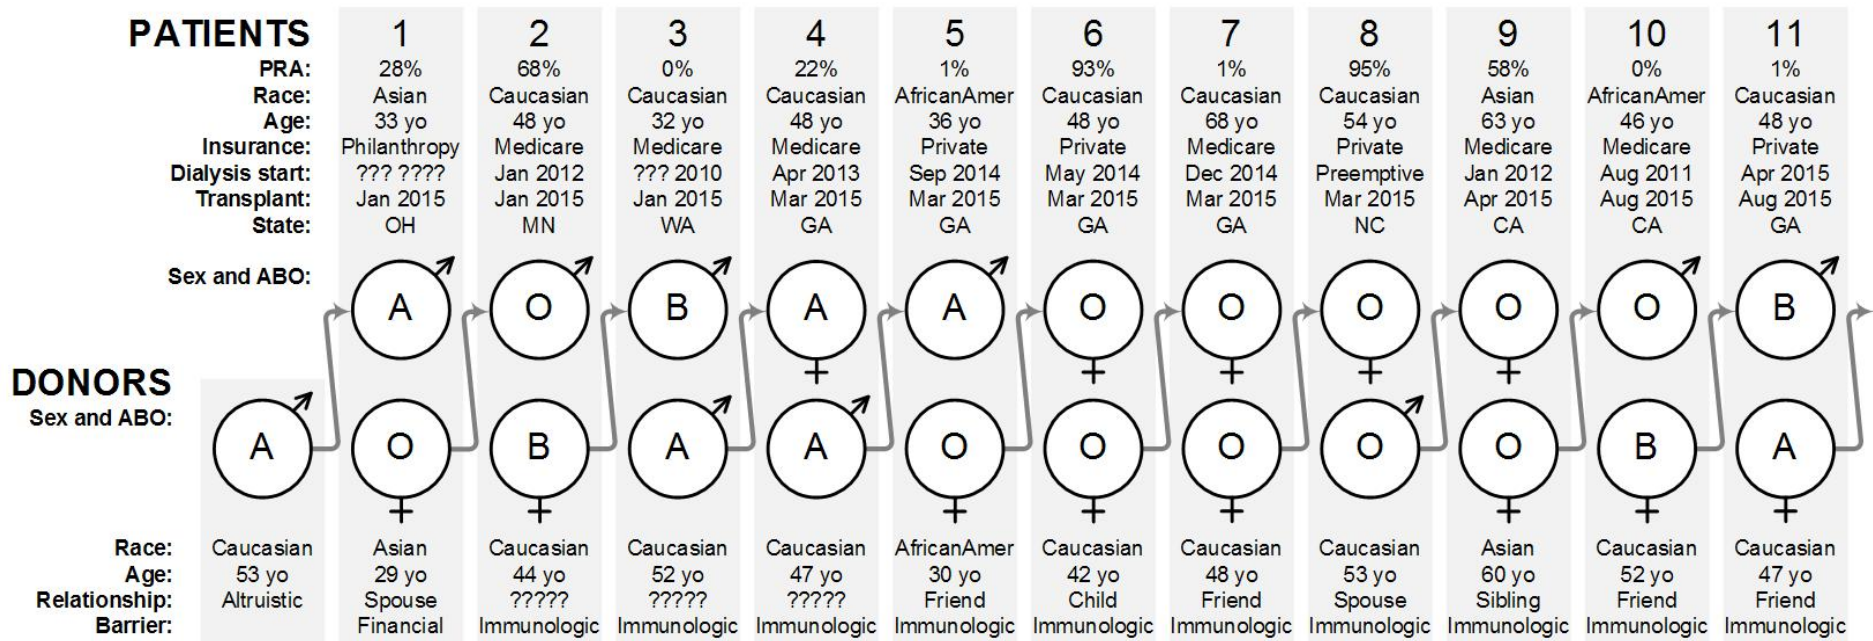 PATIENTS 1 2 3 4 5 6 7 8 9 10 11
PRA: 28% 68% 0% 22% 1% 93% 1% 95% 58% 0% 1%
Race: Asian Caucasian Caucasian Caucasian AfricanAmer Caucasian Caucasian Caucasian Asian AfricanAmer Caucasian
Age: 33 yo 48 yo 32 yo 48 yo 36 yo 48 yo 68 yo 54 yo 63 yo 46 yo 48 yo
Insurance: Philanthropy Medicare Medicare Medicare Private Private Medicare Private Medicare Medicare Private
Dialysis start: ??? ???? Jan 2012 ??? 2010 Apr 2013 Sep 2014 May 2014 Dec 2014 Preemptive Jan 2012 Aug 2011 Apr 2015
Transplant: Jan 2015 Jan 2015 Jan 2015 Mar 2015 Mar 2015 Mar 2015 Mar 2015 Mar 2015 Apr 2015 Aug 2015 Aug 2015
State: OH MN WA GA GA GA GA NC CA CA GA
Sex and ABO: A O B A A O O O O O B
DONORS
Sex and ABO: A O B A A O O O O O B A
Race: Caucasian Asian Caucasian Caucasian Caucasian AfricanAmer Caucasian Caucasian Caucasian Asian Caucasian Caucasian
Age: 53 yo 29 yo 44 yo 52 yo 47 yo 30 yo 42 yo 48 yo 53 yo 60 yo 52 yo 47 yo
Relationship: Altruistic Spouse ????? ????? ????? Friend Child Friend Spouse Sibling Friend Friend
Barrier: Financial Immunologic Immunologic Immunologic Immunologic Immunologic Immunologic Immunologic Immunologic Immunologic Immunologic